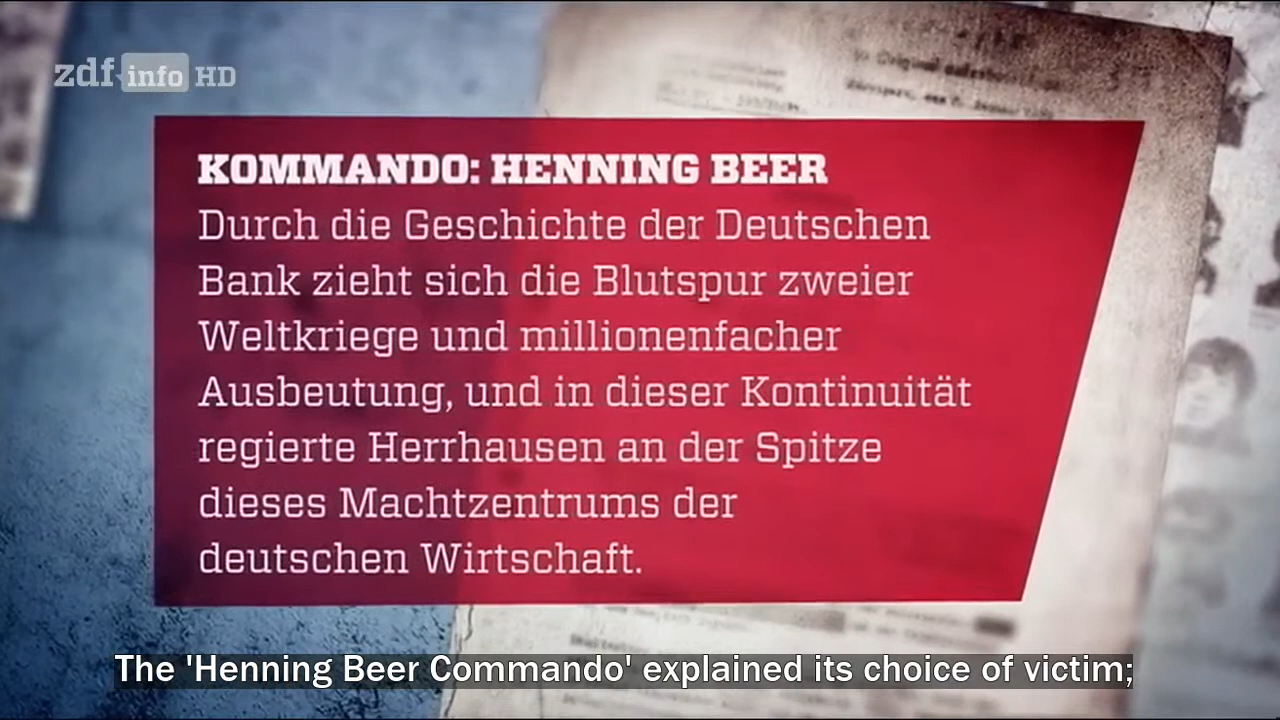 zdf info HD
KOMMANDO: HENNING BEER
Durch die Geschichte der Deutschen
Bank zieht sich die Blutspur zweier
Weltkriege und millionenfacher
Ausbeutung, und in dieser Kontinuität
regierte Herrhausen an der Spitze
dieses Machtzentrums der
deutschen Wirtschaft.
The 'Henning Beer Commando' explained its choice of victim;